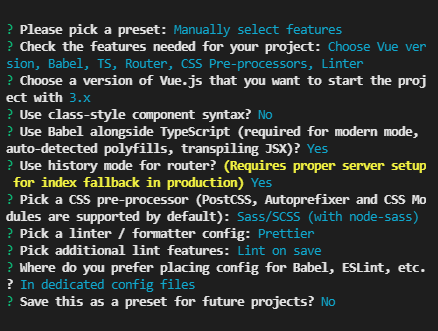 ? Please pick a preset: Manually select features
? Check the features needed for your project: Choose Vue ver
sion, Babel, TS, Router, CSS Pre-processors, Linter
? Choose a version of Vue.js that you want to start the proj
ect with 3.x
? Use class-style component syntax? No
? Use Babel alongside TypeScript (required for modern mode,
auto-detected polyfills, transpiling JSX)? Yes
? Use history mode for router? (Requires proper server setup
for index fallback in production) Yes
? Pick a CSS pre-processor (PostCSS, Autoprefixer and CSS Mo
dules are supported by default): Sass/SCSS (with node-sass)
? Pick a linter / formatter config: Prettier
? Pick additional lint features: Lint on save
? Where do you prefer placing config for Babel, ESLint, etc.
? In dedicated config files
? Save this as a preset for future projects? No